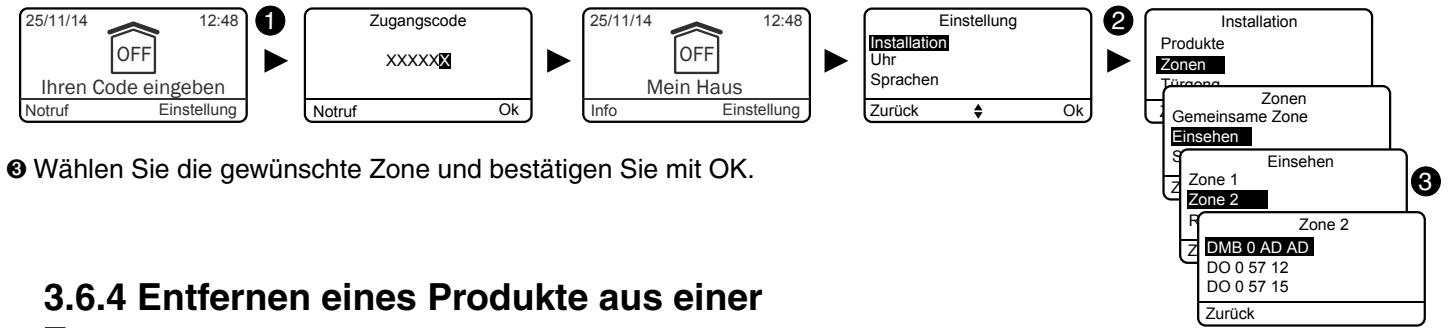 25/11/14 12:48
OFF
Ihren Code eingeben
Notruf Einstellung
❶
Zugangscode
XXXXXX
Notruf Ok
25/11/14 12:48
OFF
Mein Haus
Info Einstellung
Einstellung
Installation
Uhr
Sprachen
Zurück Ok
❷
Installation
Produkte
Zonen
Türgong
Zonen
Gemeinsame Zone
Einsehen
Einsehen
Zone 1
Zone 2
❸
Zone 2
DMB 0 AD AD
DO 0 57 12
DO 0 57 15
Zurück
❸ Wählen Sie die gewünschte Zone und bestätigen Sie mit OK.
3.6.4 Entfernen eines Produkte aus einer